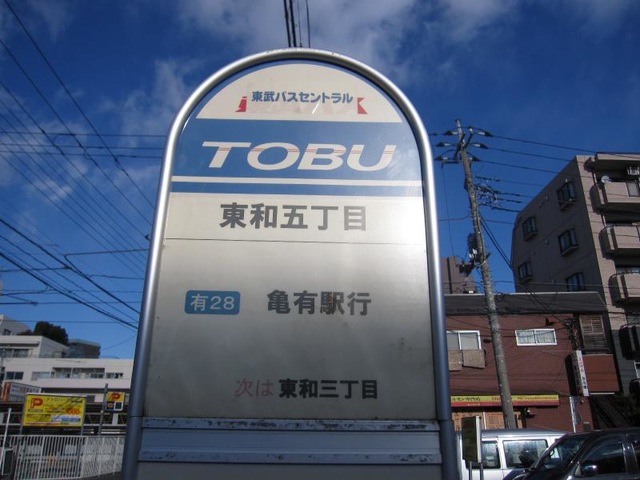 東武バスセントラル
TOBU
東和五丁目
有28 亀有駅行
次は 東和三丁目
P
P